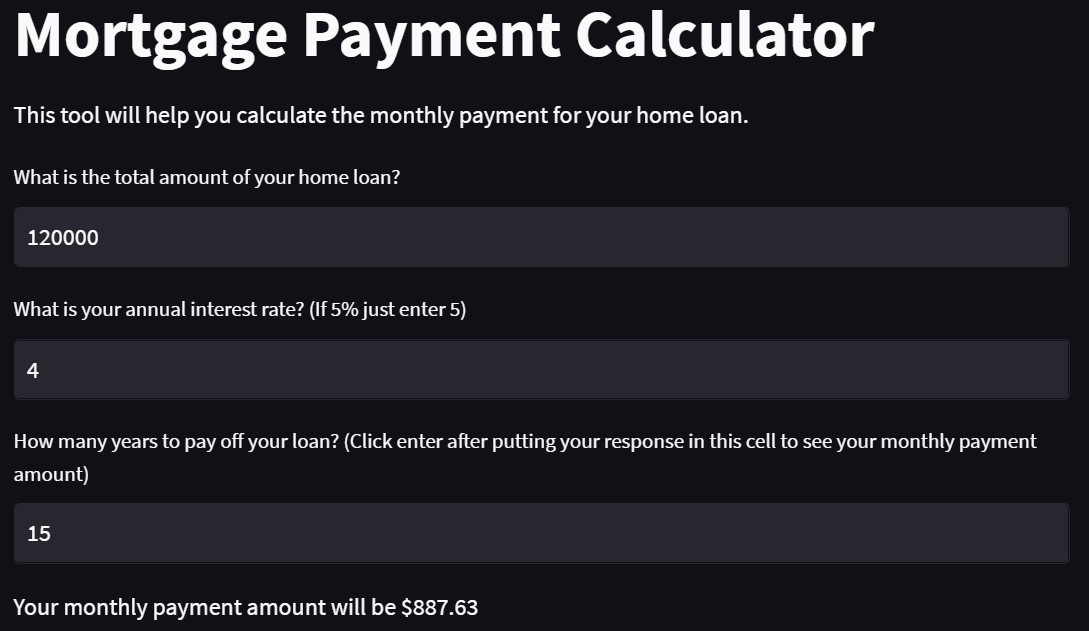 Mortgage Payment Calculator
This tool will help you calculate the monthly payment for your home loan.
What is the total amount of your home loan?
120000
What is your annual interest rate? (If 5% just enter 5)
4
How many years to pay off your loan? (Click enter after putting your response in this cell to see your monthly payment
amount)
15
Your monthly payment amount will be $887.63